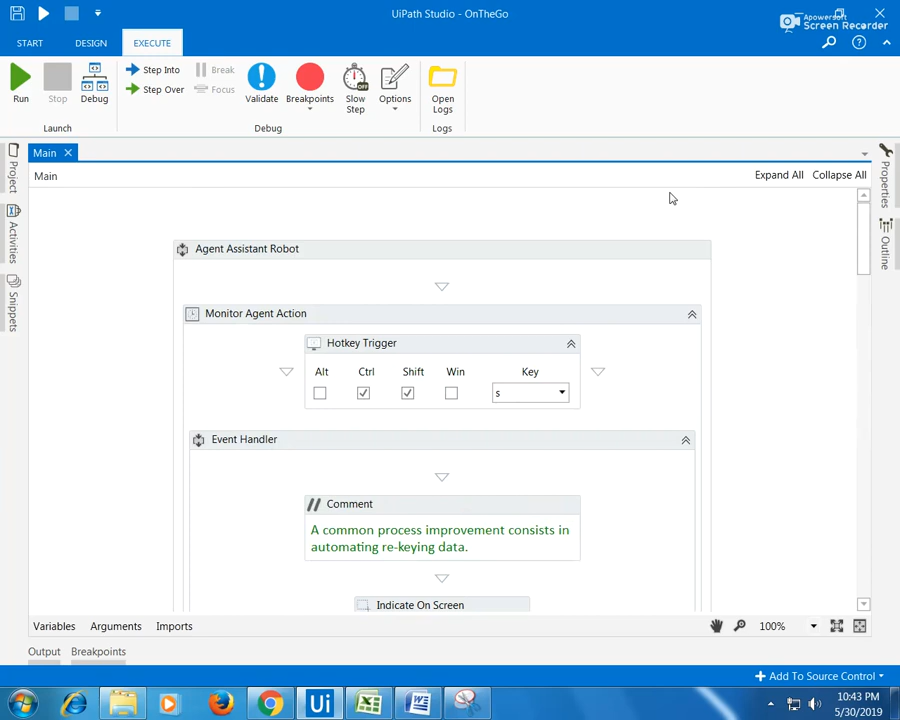 UiPath Studio - OnTheGo
Apowersoft
Screen Recorder
START DESIGN EXECUTE
Run Stop Debug
Step Into
Step Over
Break
Focus
Validate Breakpoints Slow Step Options Open Logs
Launch Debug Logs
Main
Project
Activities
Snippets
Properties
Outline
Main Expand All Collapse All
Agent Assistant Robot
Monitor Agent Action
Hotkey Trigger
Alt Ctrl Shift Win Key
s
Event Handler
// Comment
A common process improvement consists in
automating re-keying data.
Indicate On Screen
Variables Arguments Imports 100%
Output Breakpoints
Add To Source Control
Ui
10:43 PM
5/30/2019